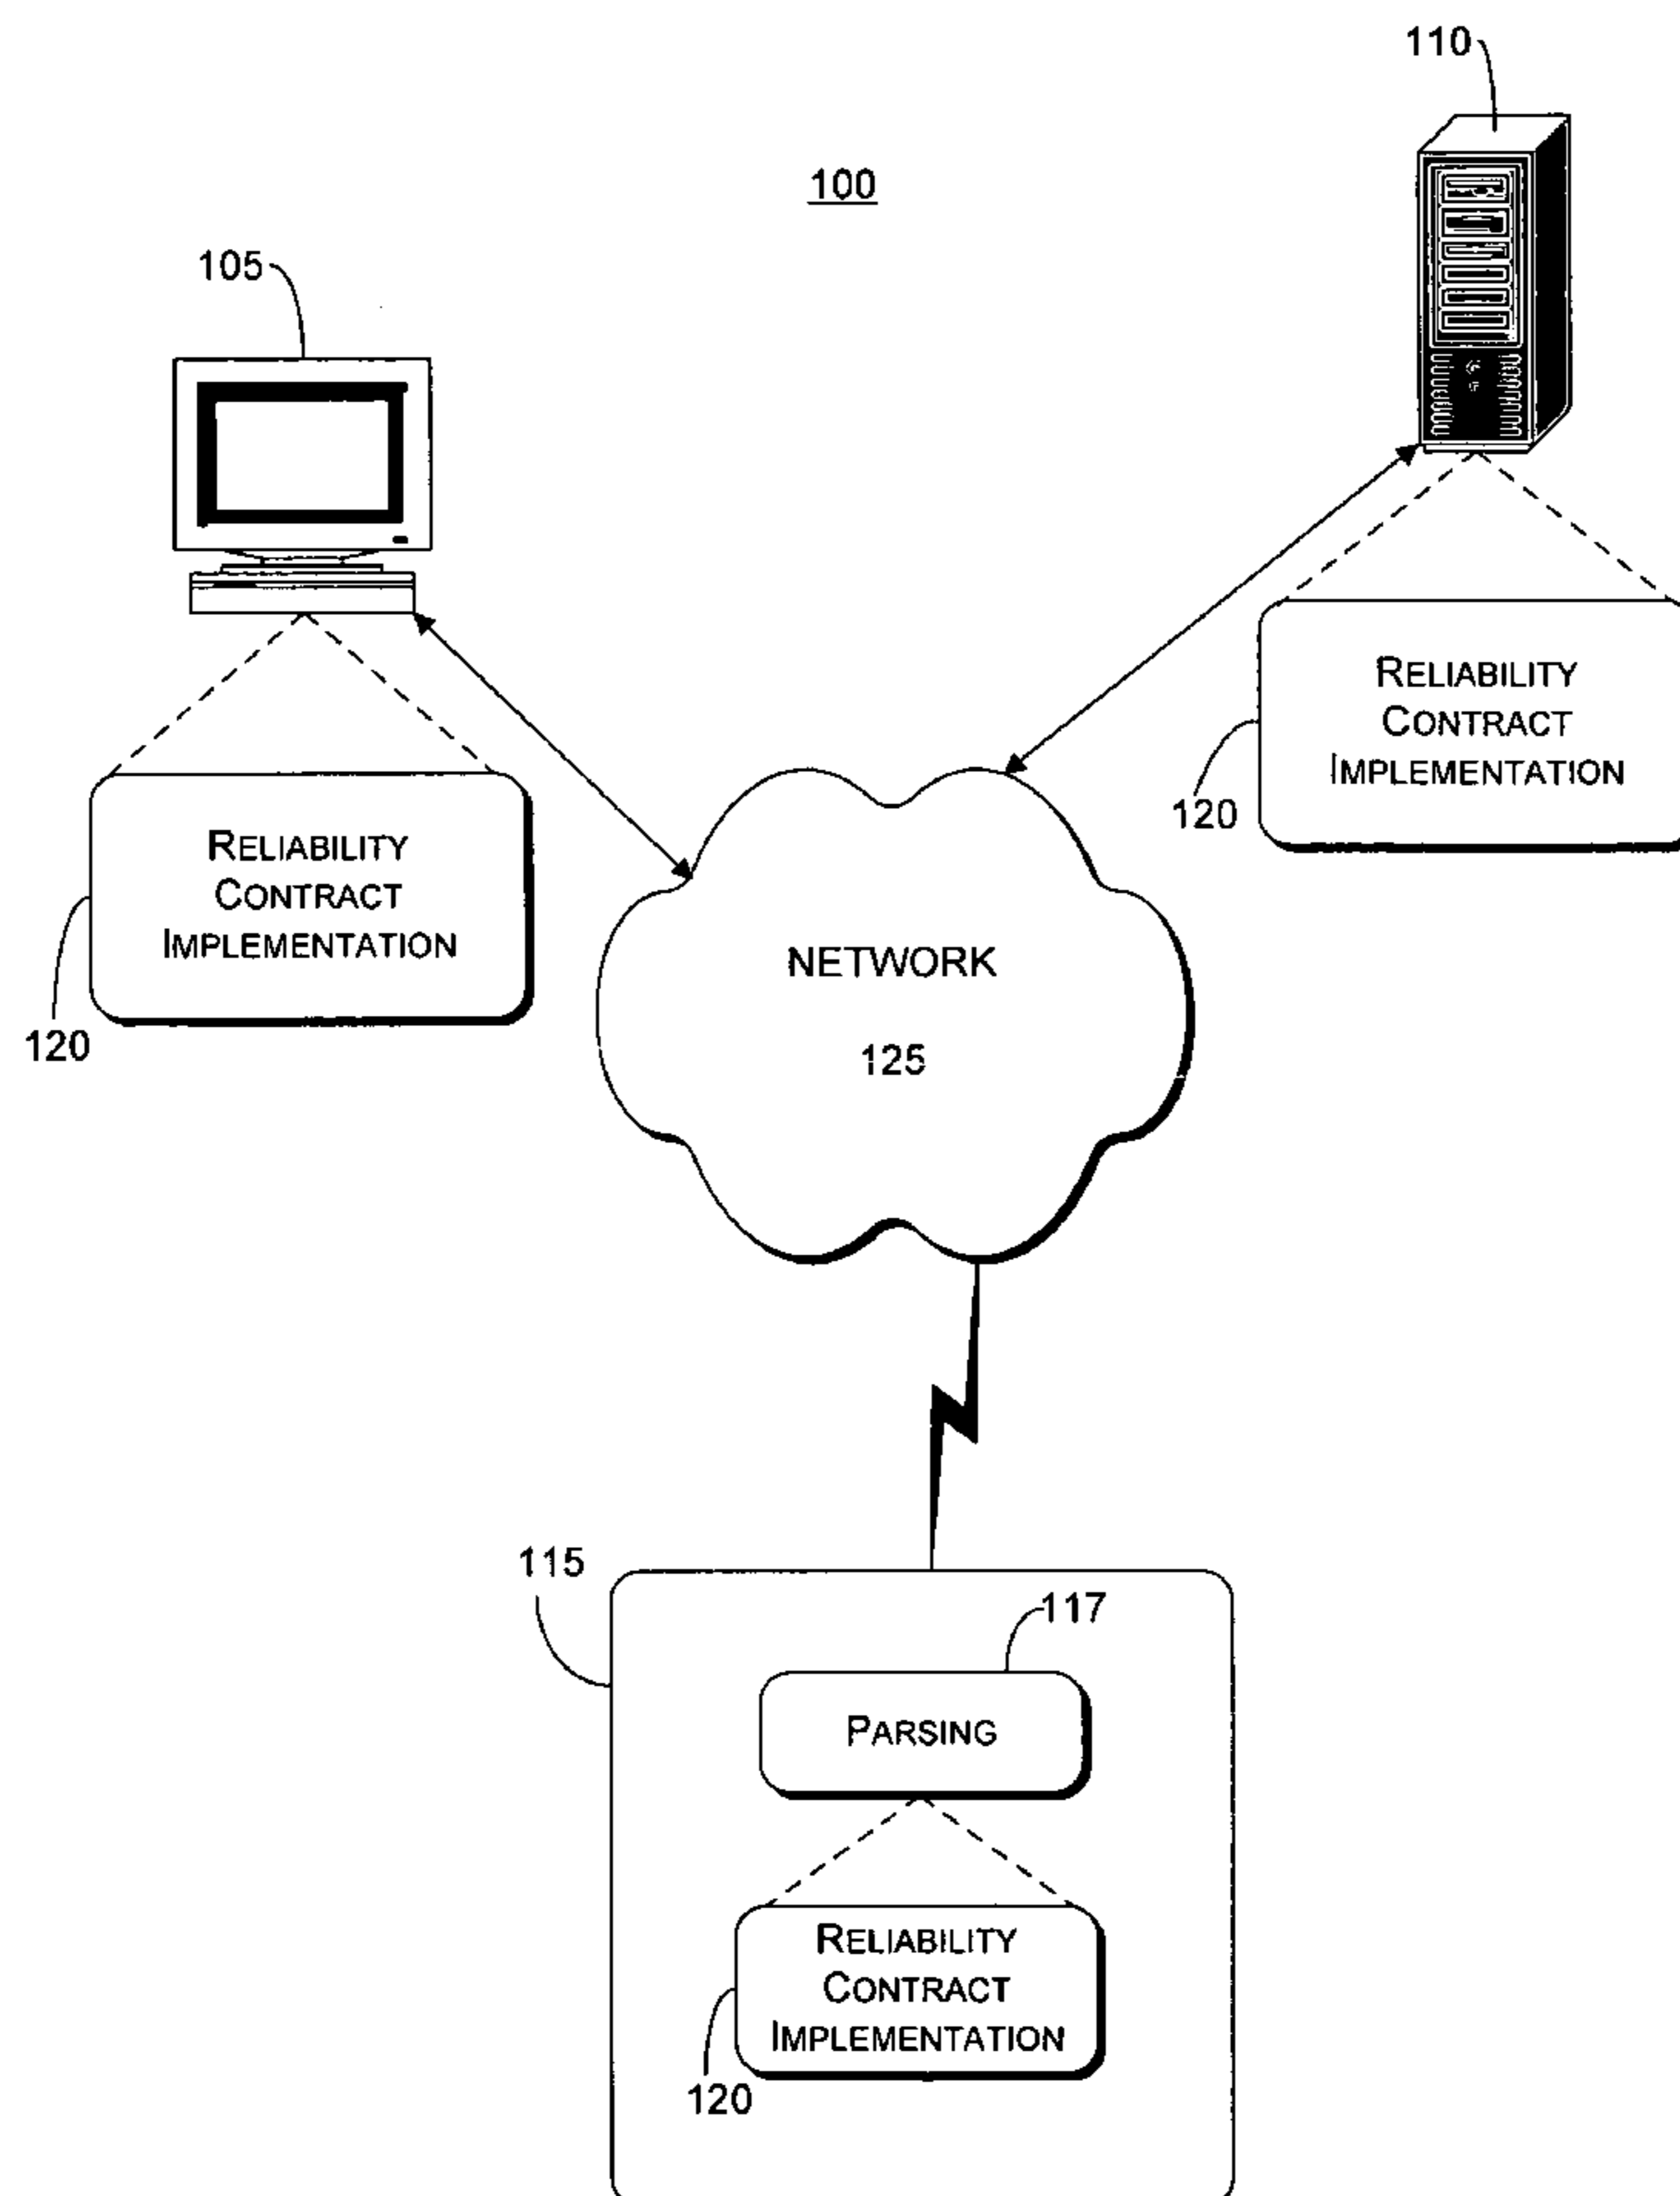 110
100
105
RELIABILITY
CONTRACT
IMPLEMENTATION
120
RELIABILITY
CONTRACT
IMPLEMENTATION
120
NETWORK
125
115
117
PARSING
RELIABILITY
CONTRACT
IMPLEMENTATION
120